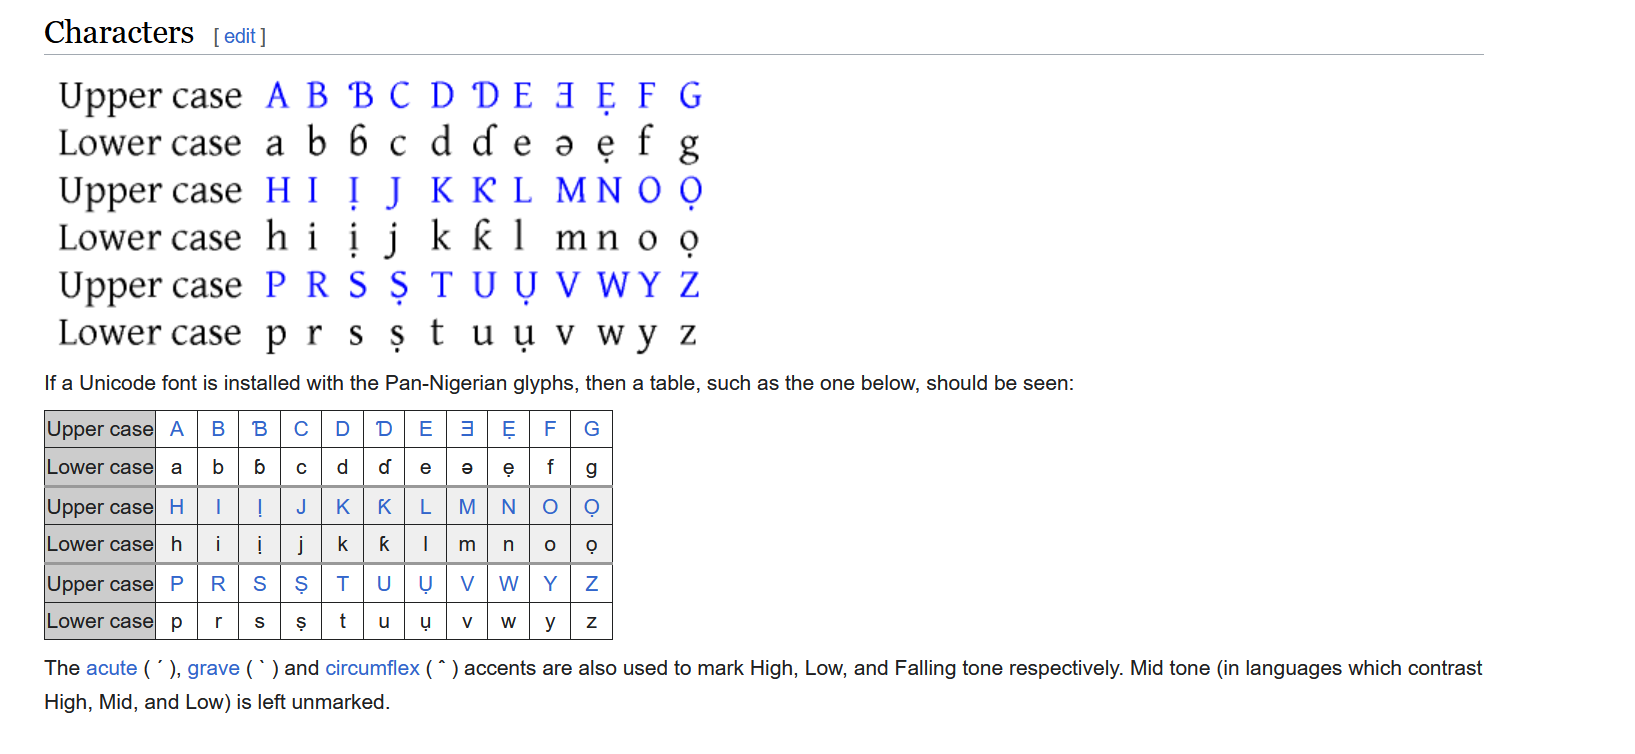 Characters [ edit ]
Upper case A B Ɓ C D Ɗ E Ǝ Ẹ F G
Lower case a b ɓ c d ɗ e ǝ ẹ f g
Upper case H I Ị J K Ƙ L M N O Ọ
Lower case h i ị j k ƙ l m n o ọ
Upper case P R S Ṣ T U Ụ V W Y Z
Lower case p r s ṣ t u ụ v w y z
If a Unicode font is installed with the Pan-Nigerian glyphs, then a table, such as the one below, should be seen:
Upper case A B Ɓ C D Ɗ E Ǝ Ẹ F G
Lower case a b ɓ c d ɗ e ǝ ẹ f g
Upper case H I Ị J K Ƙ L M N O Ọ
Lower case h i ị j k ƙ l m n o ọ
Upper case P R S Ṣ T U Ụ V W Y Z
Lower case p r s ṣ t u ụ v w y z
The acute ( ´ ), grave ( ` ) and circumflex ( ˆ ) accents are also used to mark High, Low, and Falling tone respectively. Mid tone (in languages which contrast
High, Mid, and Low) is left unmarked.